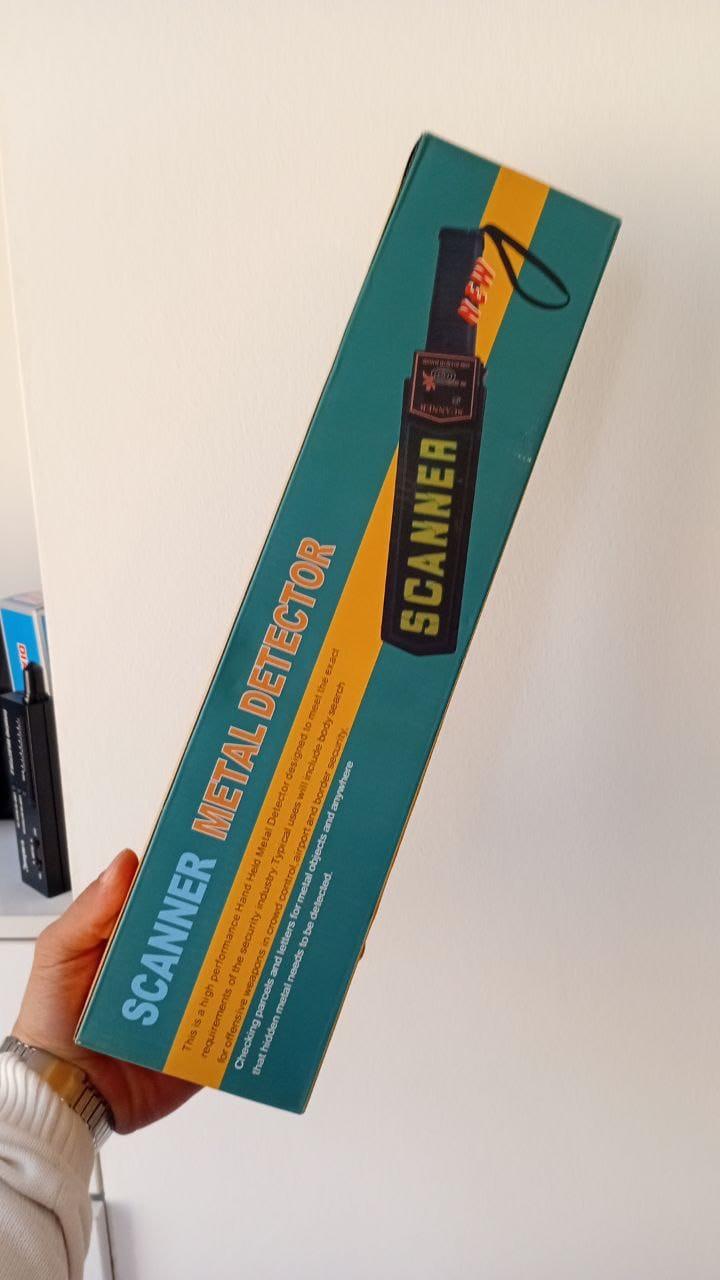 SCANNER METAL DETECTOR
This is a high performance Hand Held Metal Detector designed to meet the exact
requirements of the security industry. Typical uses will include body search
for offensive weapons in crowd control, airport and border security.
Checking parcels and letters for metal objects and anywhere
that hidden metal needs to be detected.
NEW
SCANNER
SCANNER